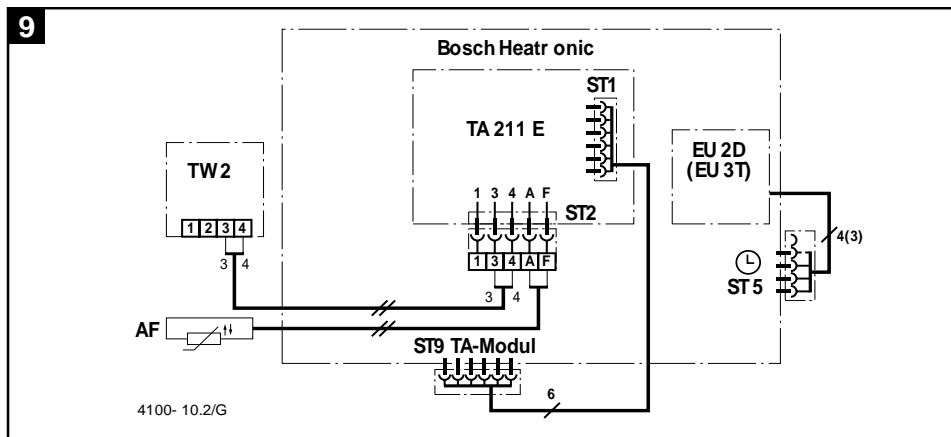 9
Bosch Heatr onic
ST1
TA 211 E
EU 2D
(EU 3T)
TW 2
1 3 4 A F
ST2
1 2 3 4
4(3)
3 4
1 3 4 A F
ST 5
3 4
AF
ST9 TA-Modul
6
4100- 10.2/G